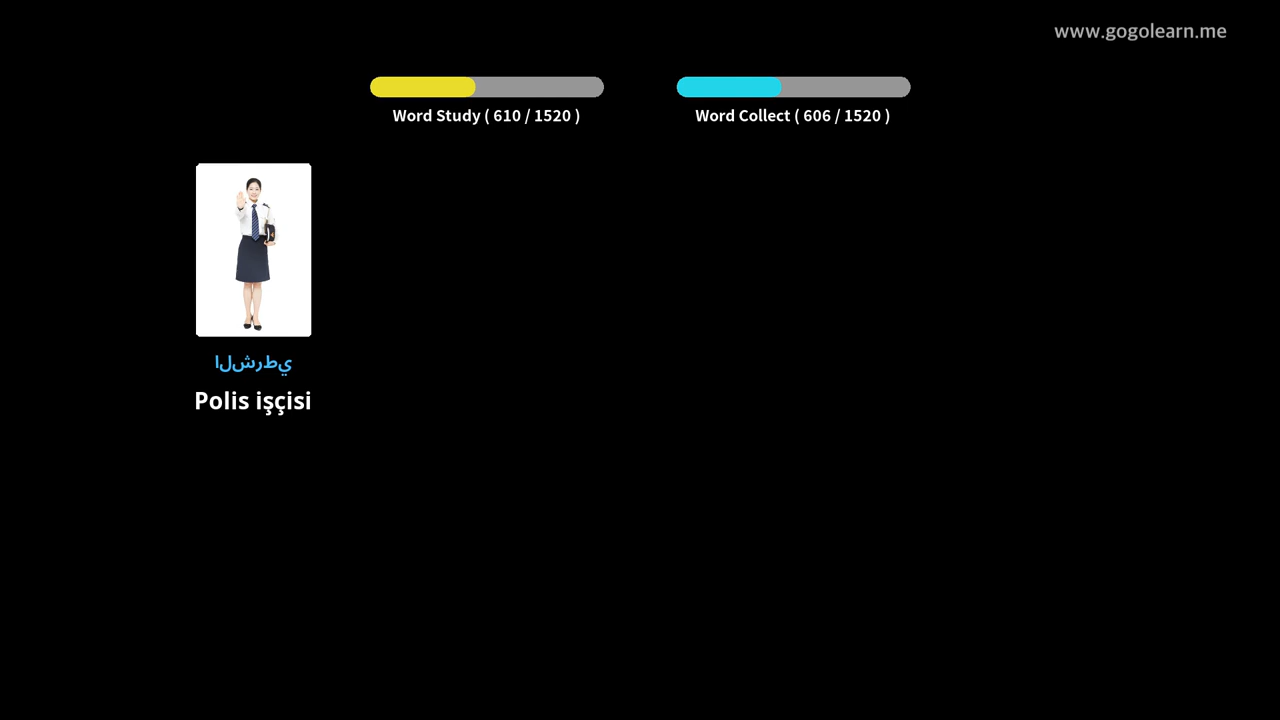 www.gogolearn.me
Word Study ( 610 / 1520 )
Word Collect ( 606 / 1520 )
الشرطي
Polis işçisi